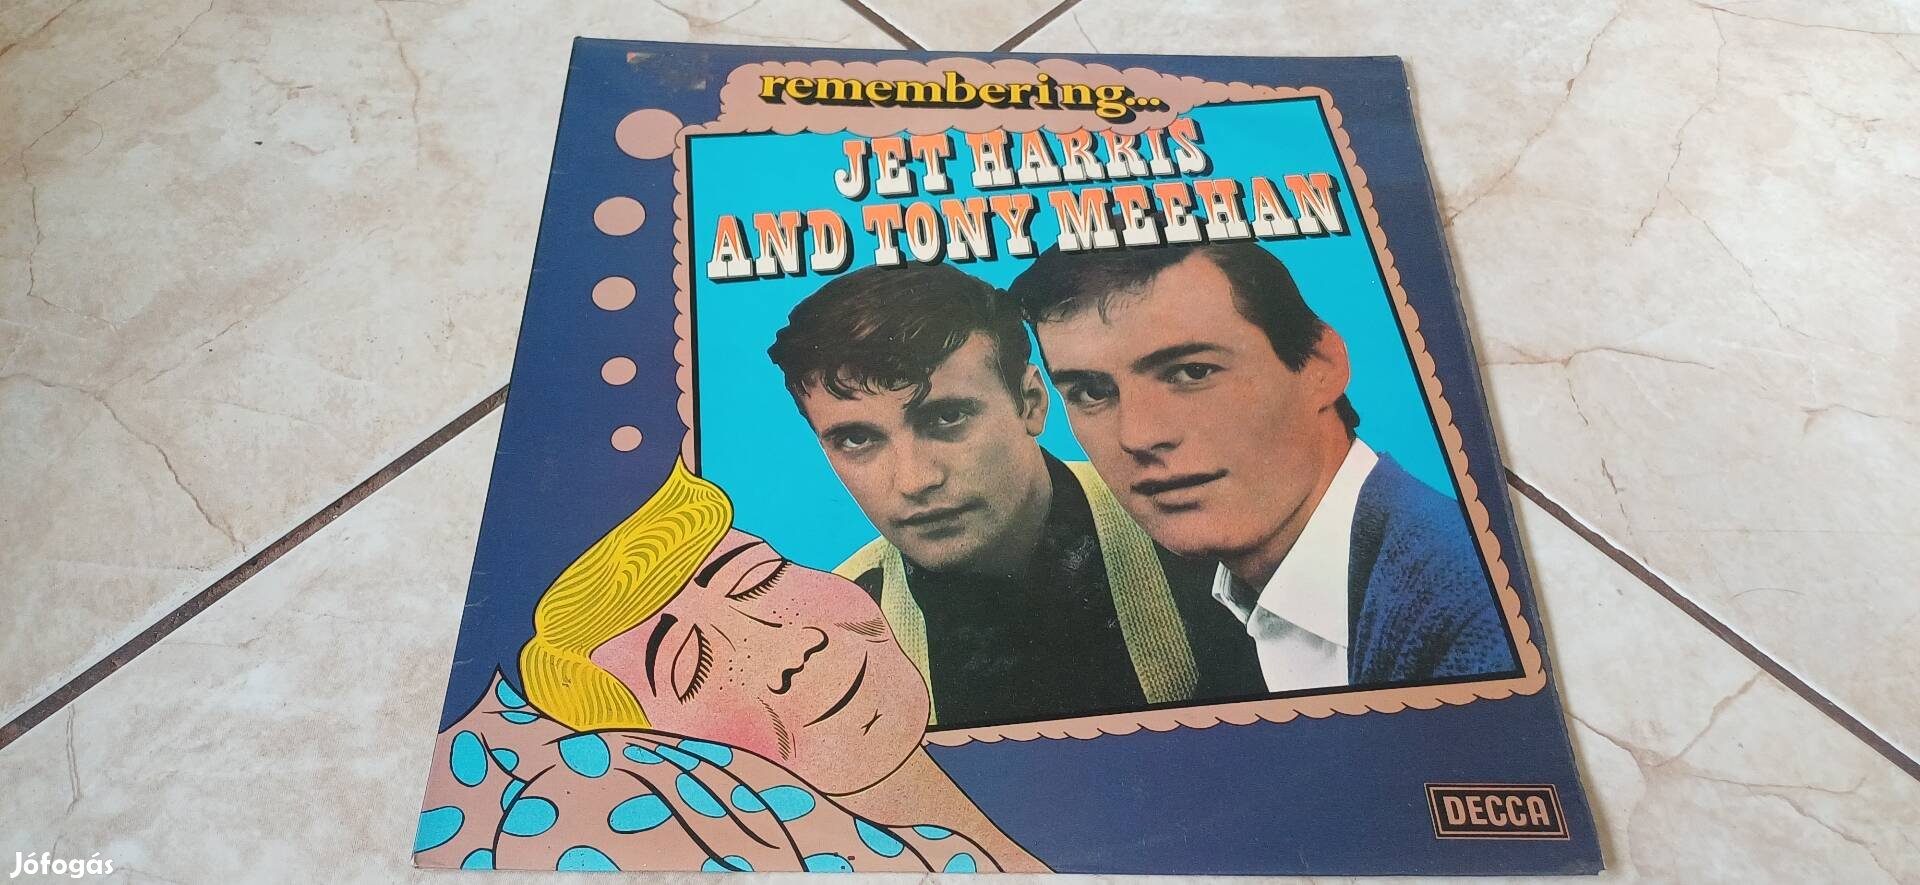 remembering...
JET HARRIS
AND TONY MEEHAN
DECCA
Jófogás